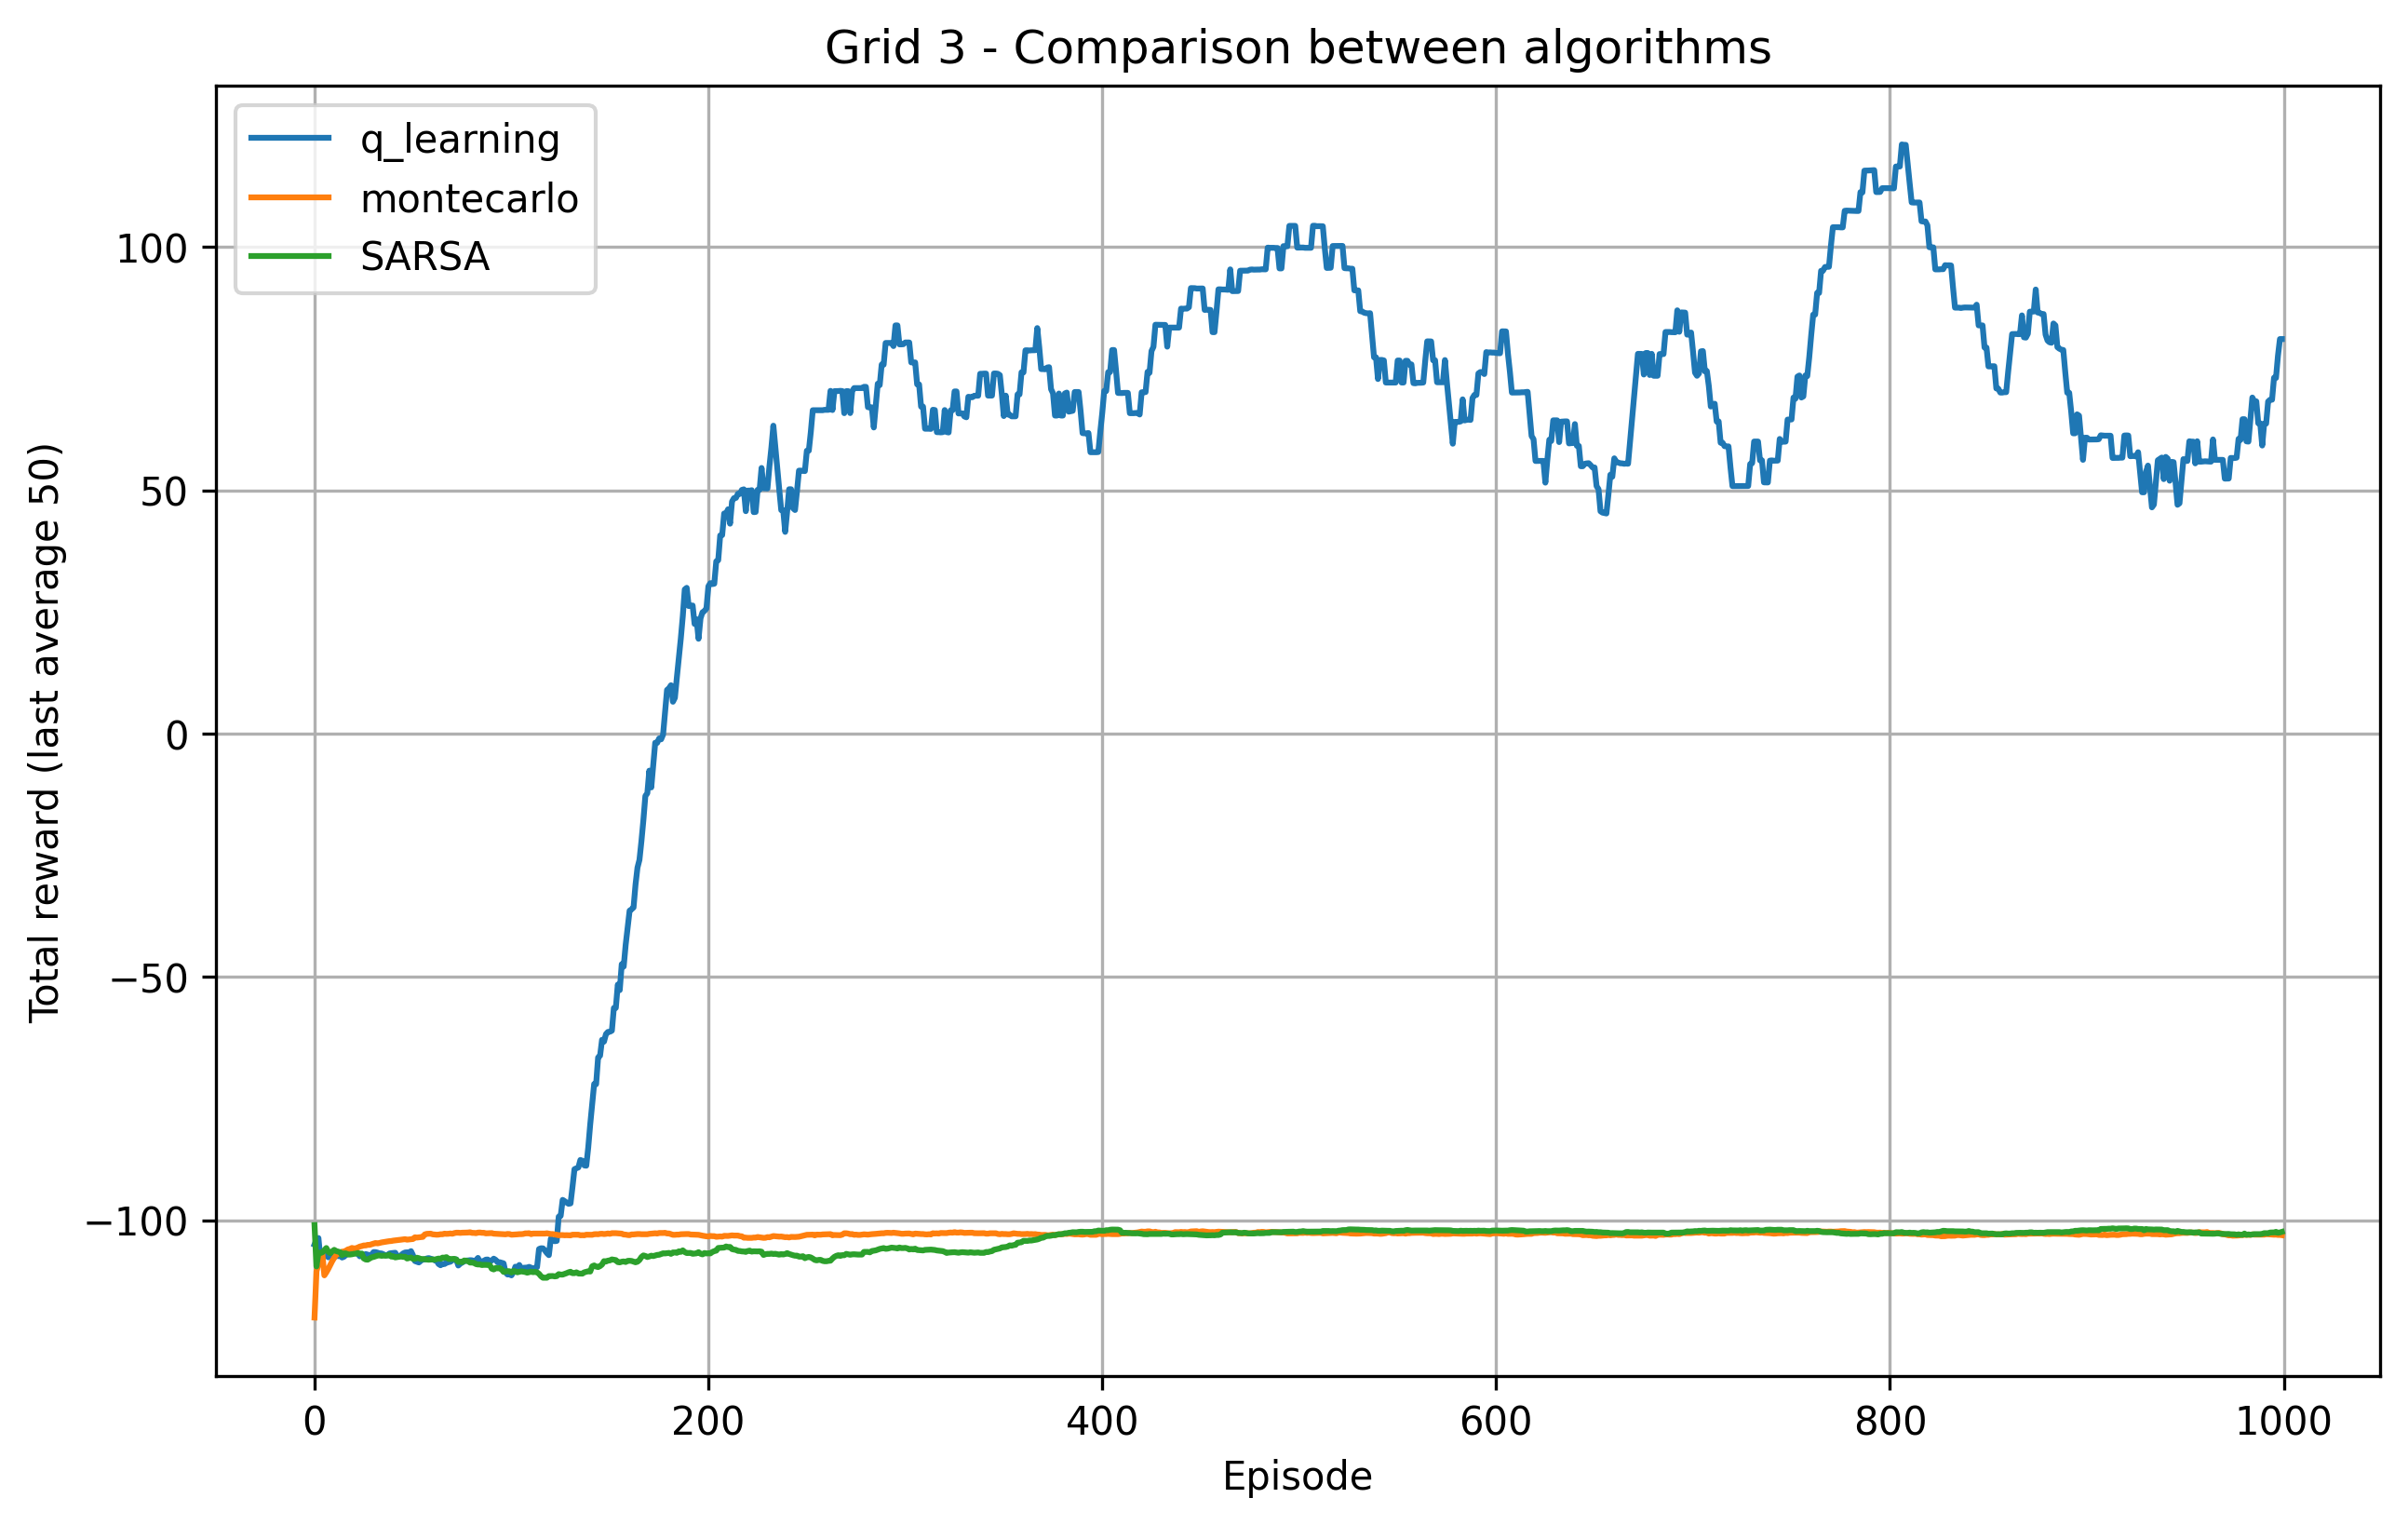 Grid 3 - Comparison between algorithms
q_learning
montecarlo
SARSA
Total reward (last average 50)
100
50
0
−50
−100
0 200 400 600 800 1000
Episode